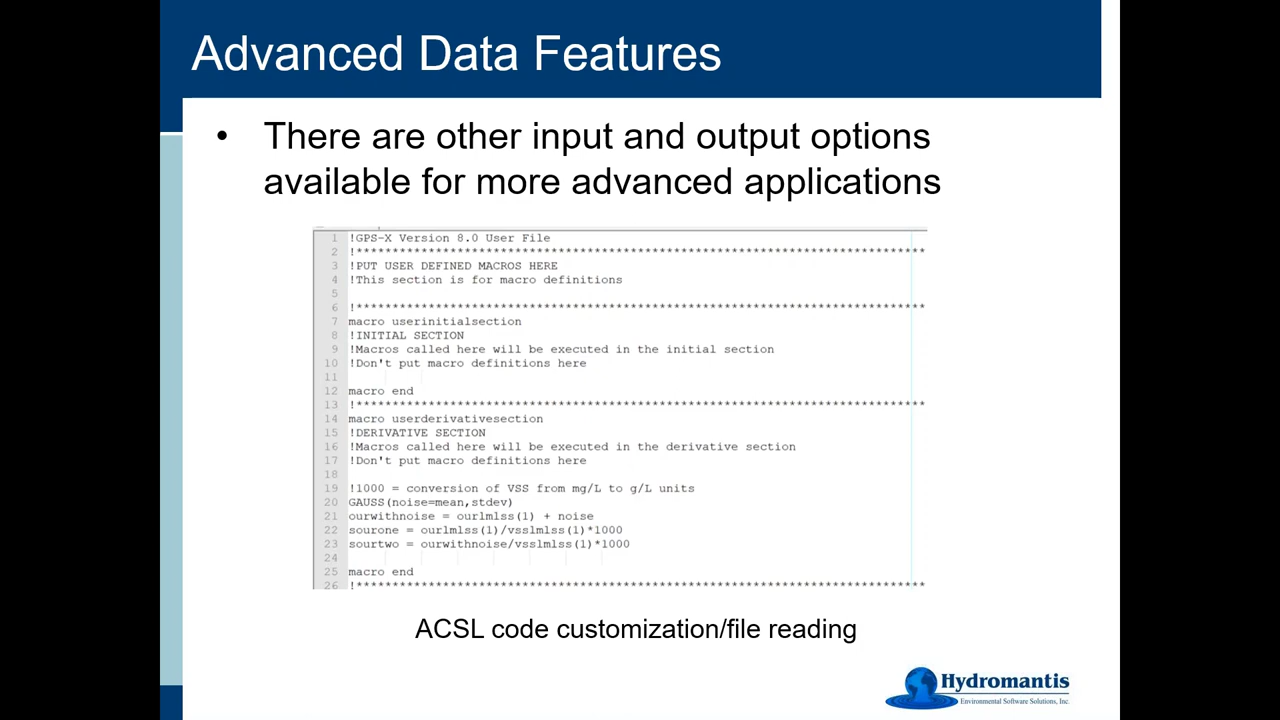 Advanced Data Features
• There are other input and output options
available for more advanced applications
1 !GPS-X Version 8.0 User File
2 !*******************************************************************************
3 !PUT USER DEFINED MACROS HERE
4 !This section is for macro definitions
5
6 !*******************************************************************************
7 macro userinitialsection
8 !INITIAL SECTION
9 !Macros called here will be executed in the initial section
10 !Don't put macro definitions here
11
12 macro end
13 !*******************************************************************************
14 macro userderivativesection
15 !DERIVATIVE SECTION
16 !Macros called here will be executed in the derivative section
17 !Don't put macro definitions here
18
19 !1000 = conversion of VSS from mg/L to g/L units
20 GAUSS(noise=mean,stdev)
21 ourwithnoise = ourlmlss(1) + noise
22 sourone = ourlmlss(1)/vsslmlss(1)*1000
23 sourtwo = ourwithnoise/vsslmlss(1)*1000
24
25 macro end
26 !*******************************************************************************
ACSL code customization/file reading
Hydromantis
Environmental Software Solutions, Inc.